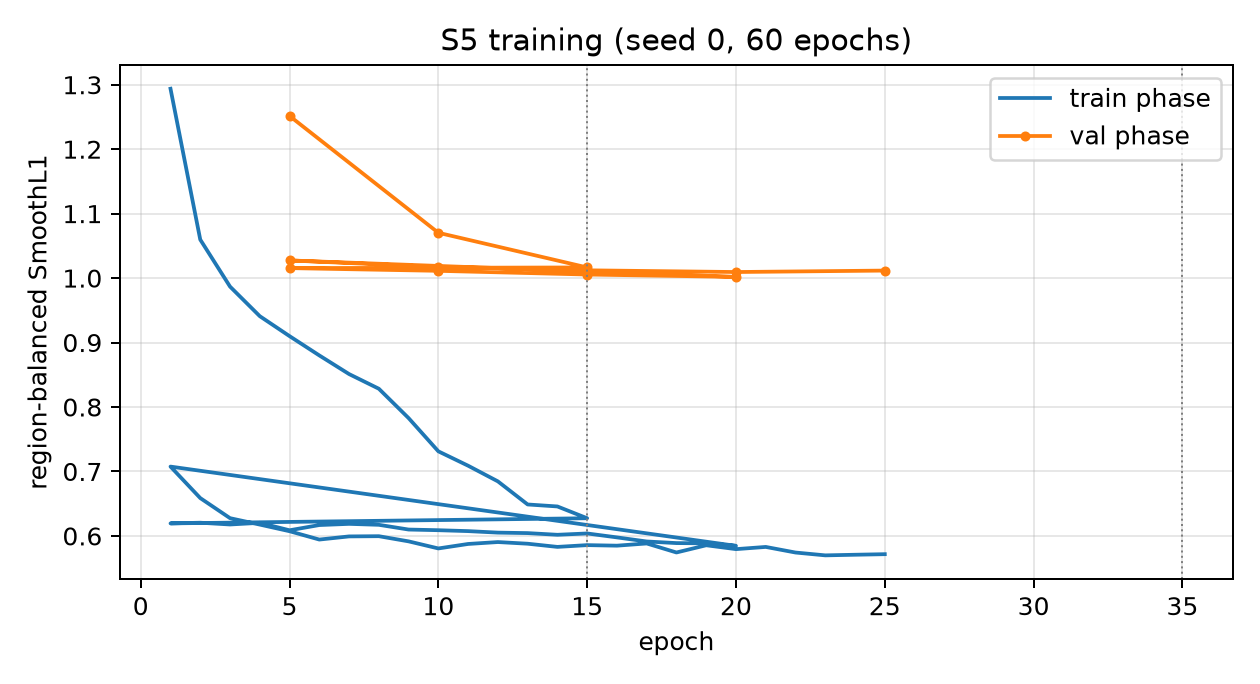 S5 training (seed 0, 60 epochs)
train phase
val phase
region-balanced SmoothL1
1.3
1.2
1.1
1.0
0.9
0.8
0.7
0.6
0 5 10 15 20 25 30 35
epoch